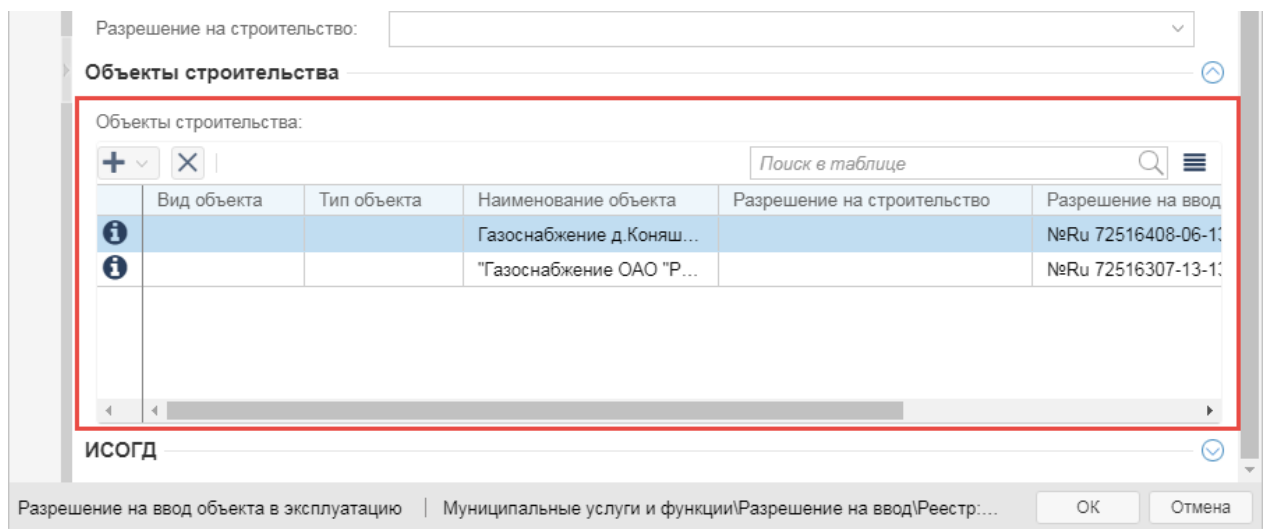 Разрешение на строительство:
Объекты строительства
Объекты строительства:
Поиск в таблице
Вид объекта Тип объекта Наименование объекта Разрешение на строительство Разрешение на ввод
Газоснабжение д.Коняш... №Ru 72516408-06-13
"Газоснабжение ОАО "Р... №Ru 72516307-13-13
ИСОГД
Разрешение на ввод объекта в эксплуатацию | Муниципальные услуги и функции\Разрешение на ввод\Реестр:... ОК Отмена